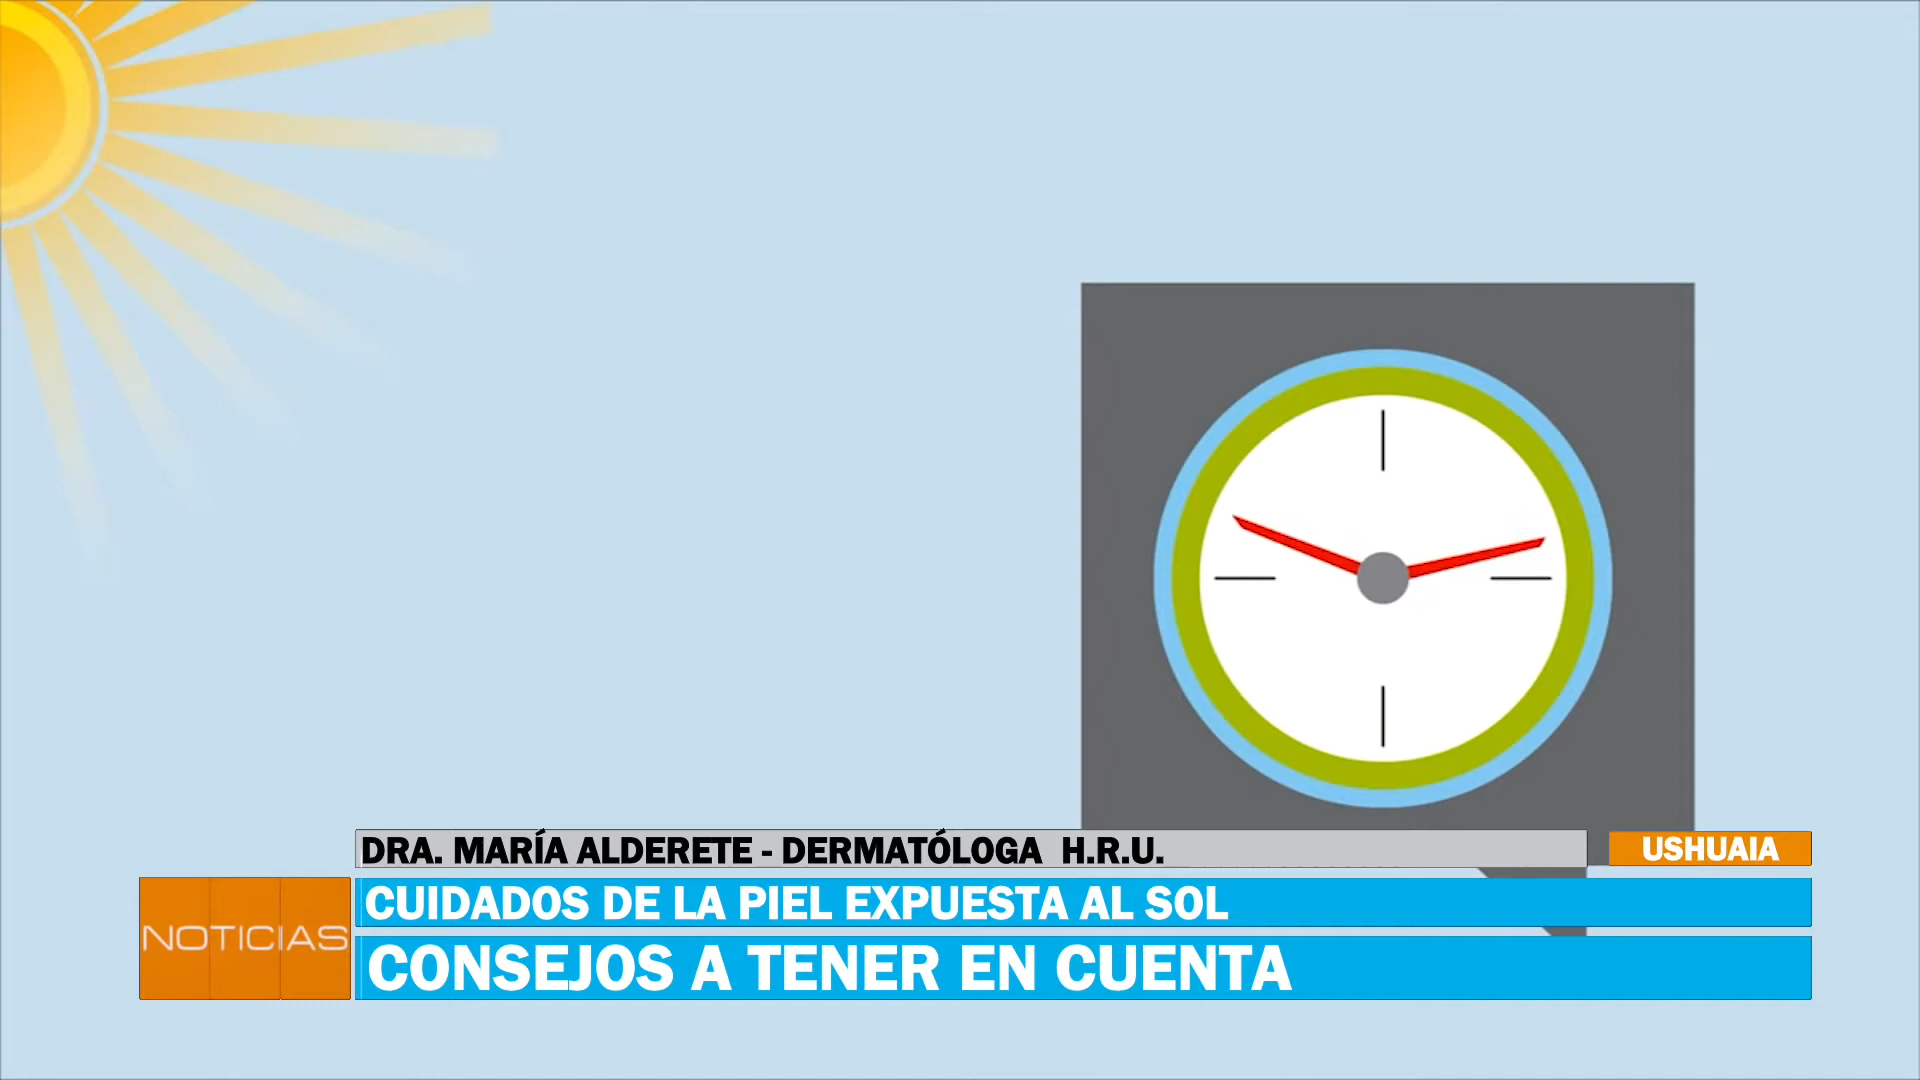 DRA. MARÍA ALDERETE - DERMATÓLOGA H.R.U.
USHUAIA
CUIDADOS DE LA PIEL EXPUESTA AL SOL
NOTICIAS
CONSEJOS A TENER EN CUENTA